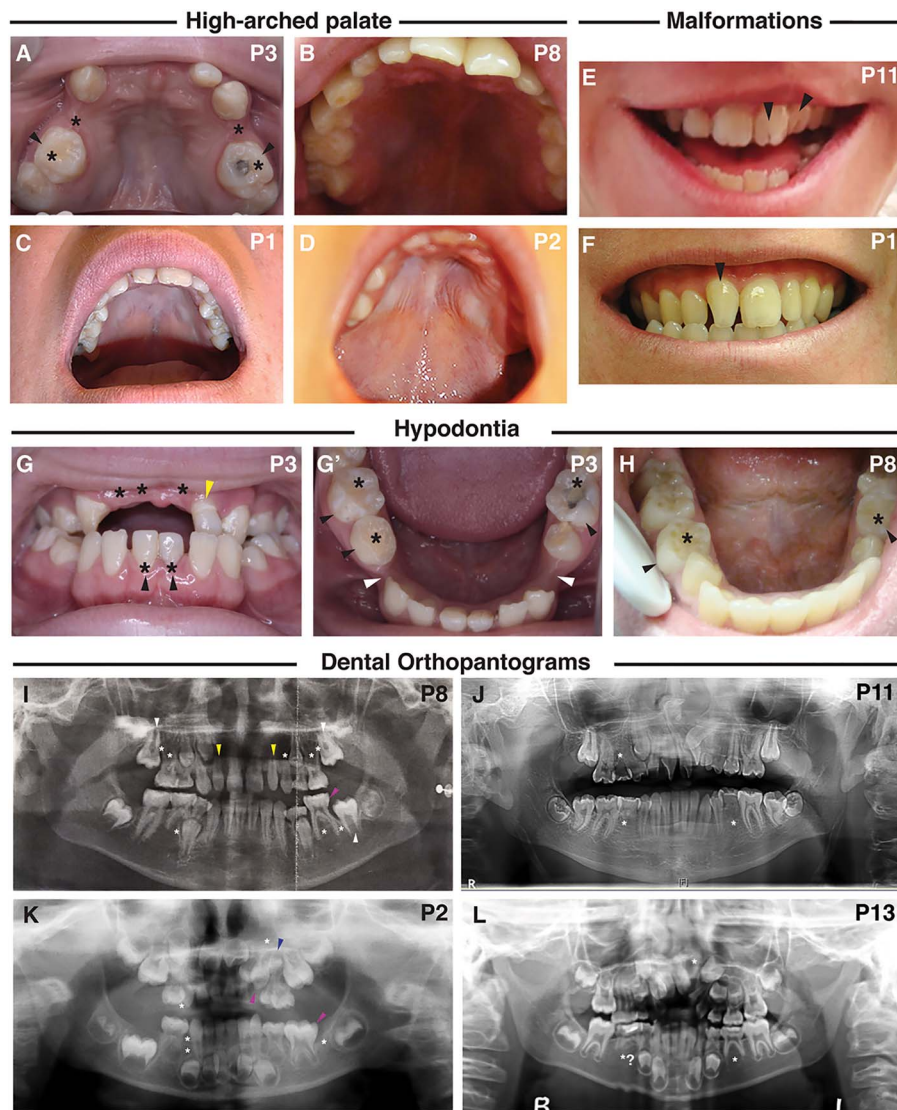 High-arched palate
Malformations
A P3
B P8
E P11
C P1
D P2
F P1
Hypodontia
G P3
G' P3
H P8
Dental Orthopantograms
I P8
J P11
R
K P2
L P13
*?
R